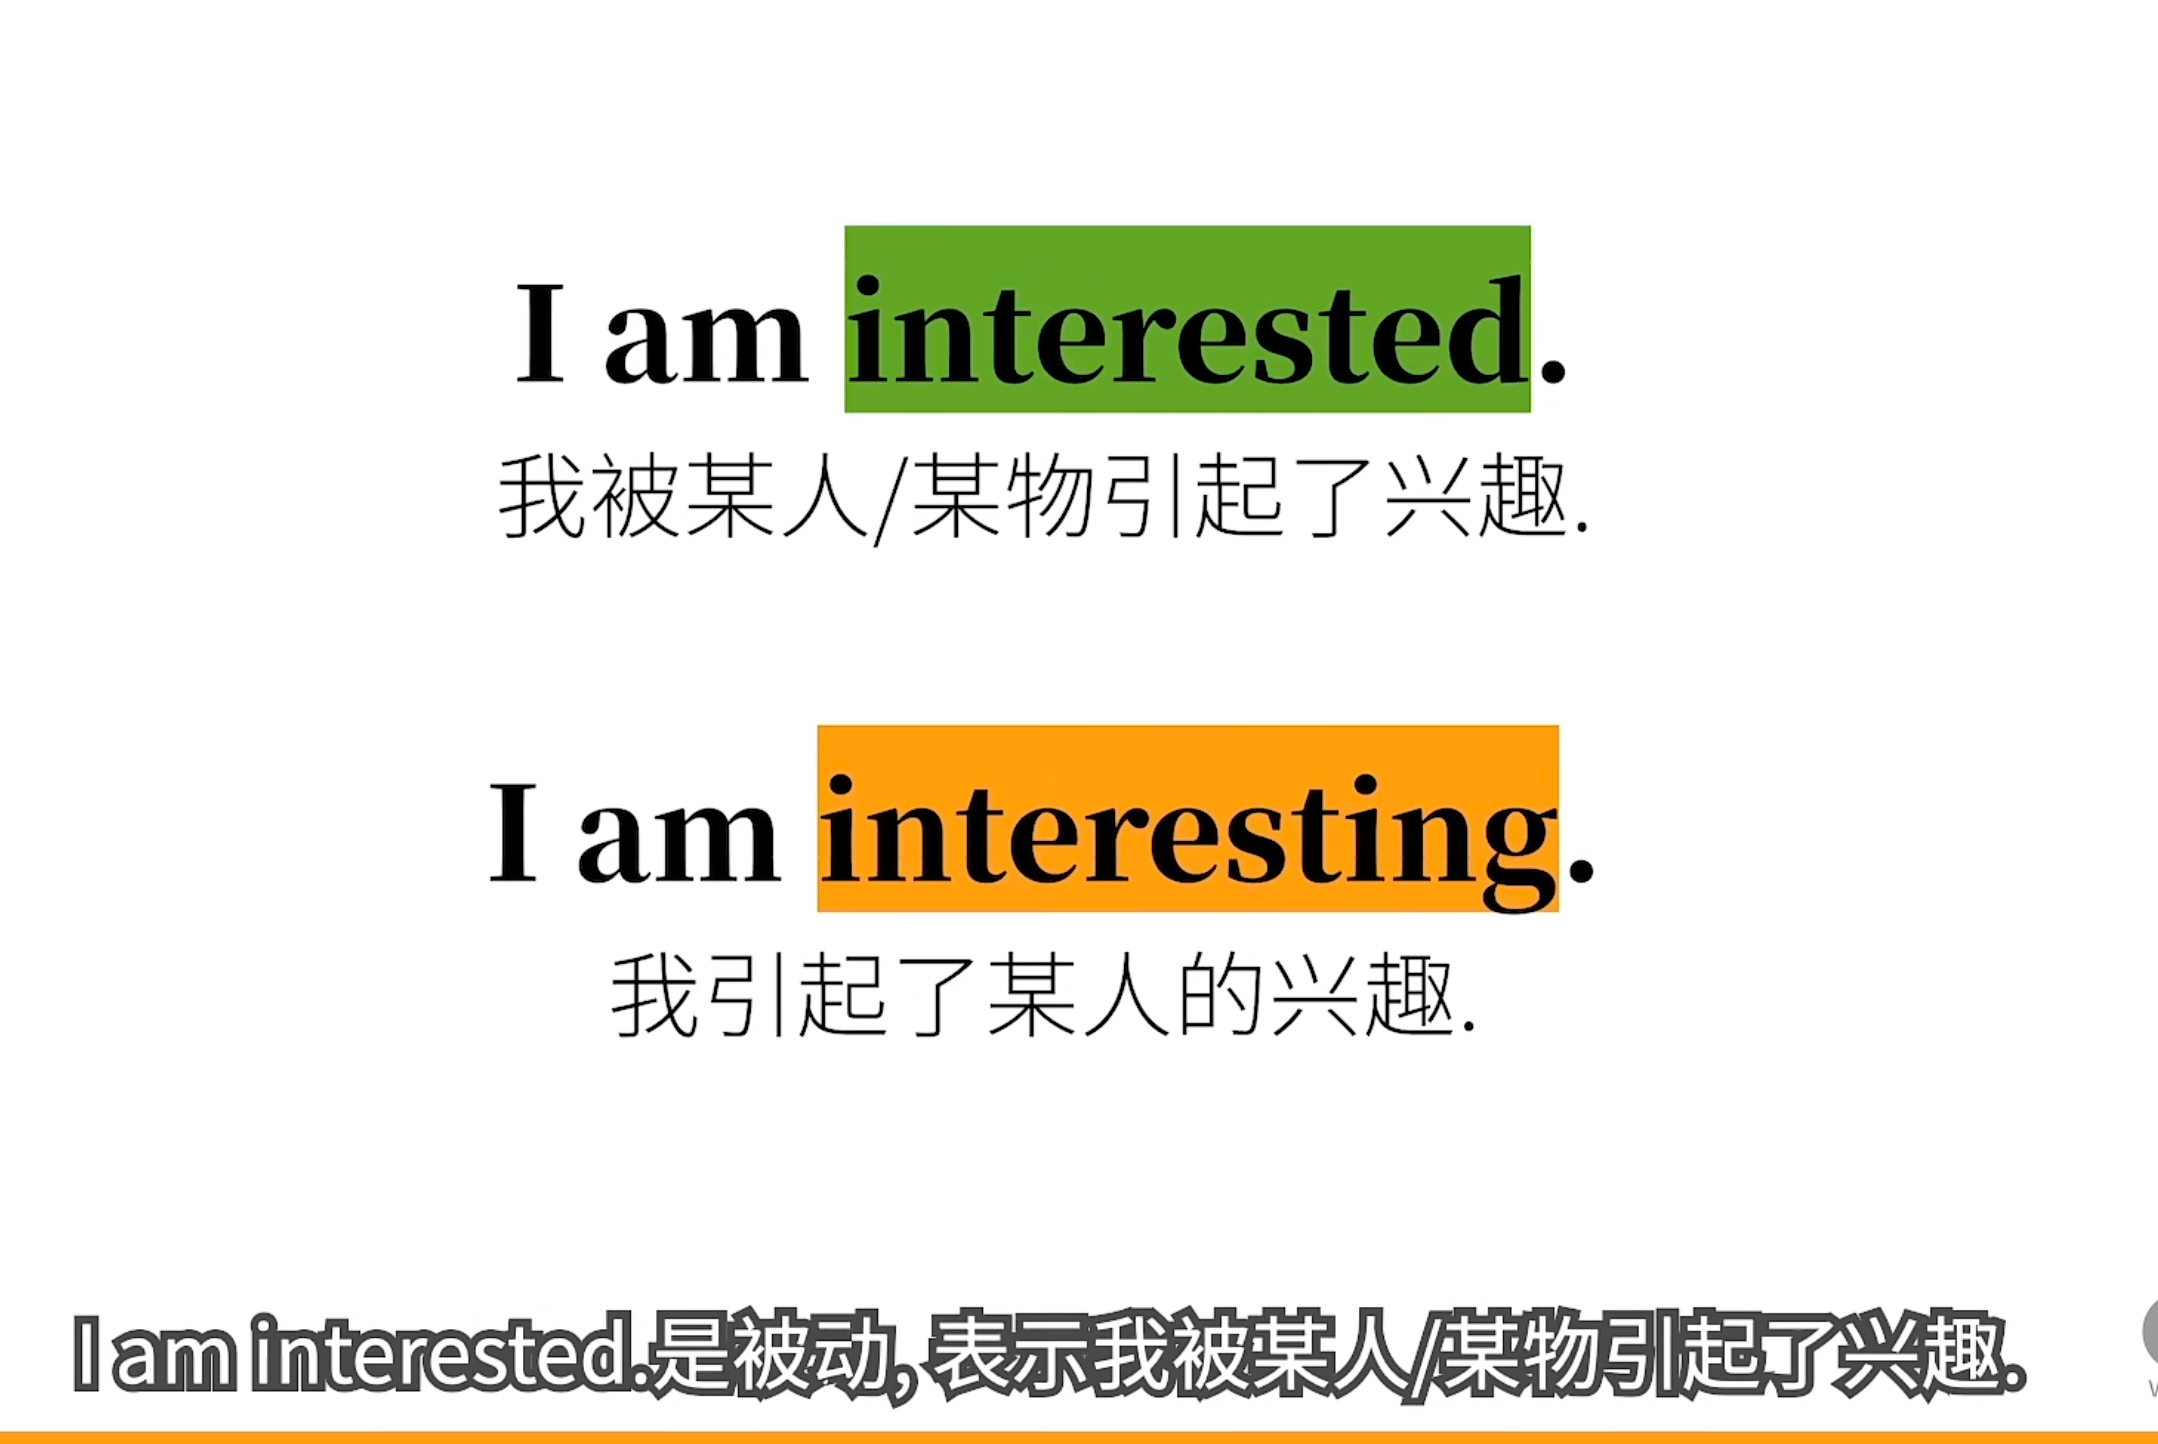 I am interested.
我被某人/某物引起了兴趣.
I am interesting.
我引起了某人的兴趣.
I am interested.是被动, 表示我被某人/某物引起了兴趣.